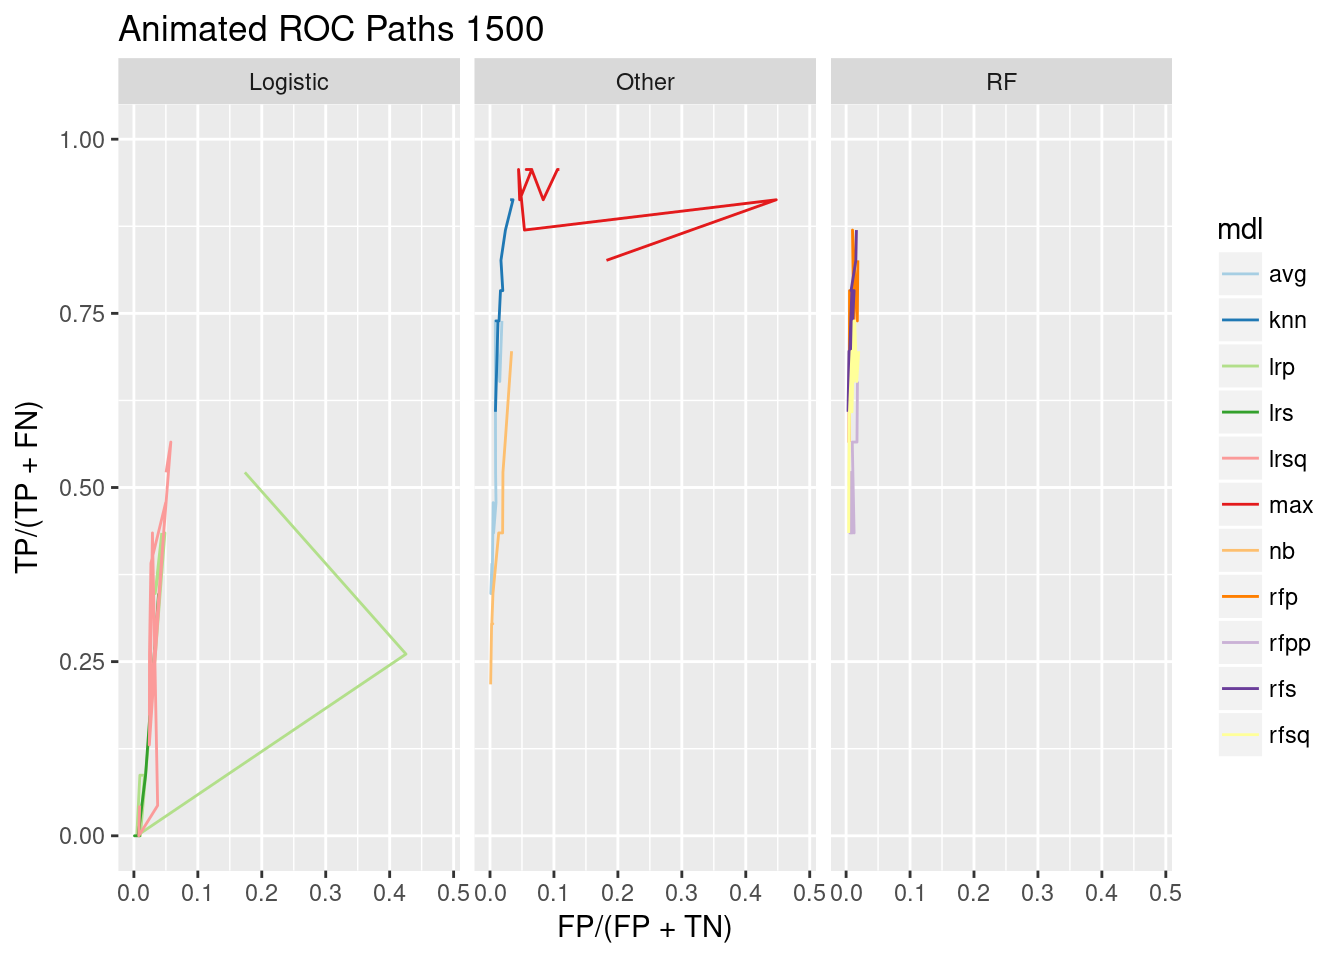 Animated ROC Paths 1500
Logistic Other RF
1.00
0.75
0.50
0.25
0.00
TP/(TP + FN)
0.0 0.1 0.2 0.3 0.4 0.5 0.0 0.1 0.2 0.3 0.4 0.5 0.0 0.1 0.2 0.3 0.4 0.5
FP/(FP + TN)
mdl
avg
knn
lrp
lrs
lrsq
max
nb
rfp
rfpp
rfs
rfsq